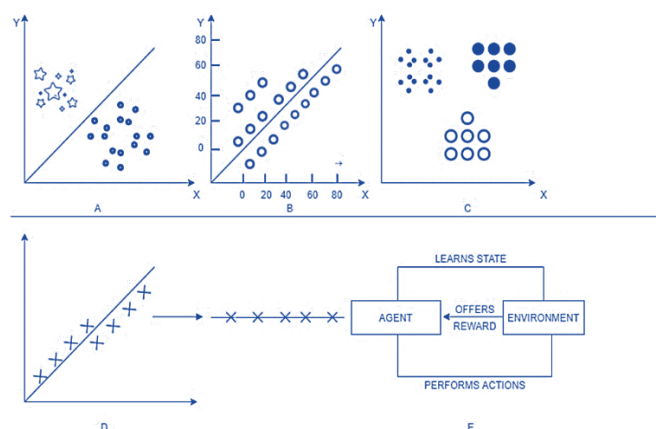 Y
X
A
Y
80
60
40
20
0
0 20 40 60 80
X
B
Y
X
C
D
LEARNS STATE
AGENT
OFFERS
REWARD
ENVIRONMENT
PERFORMS ACTIONS